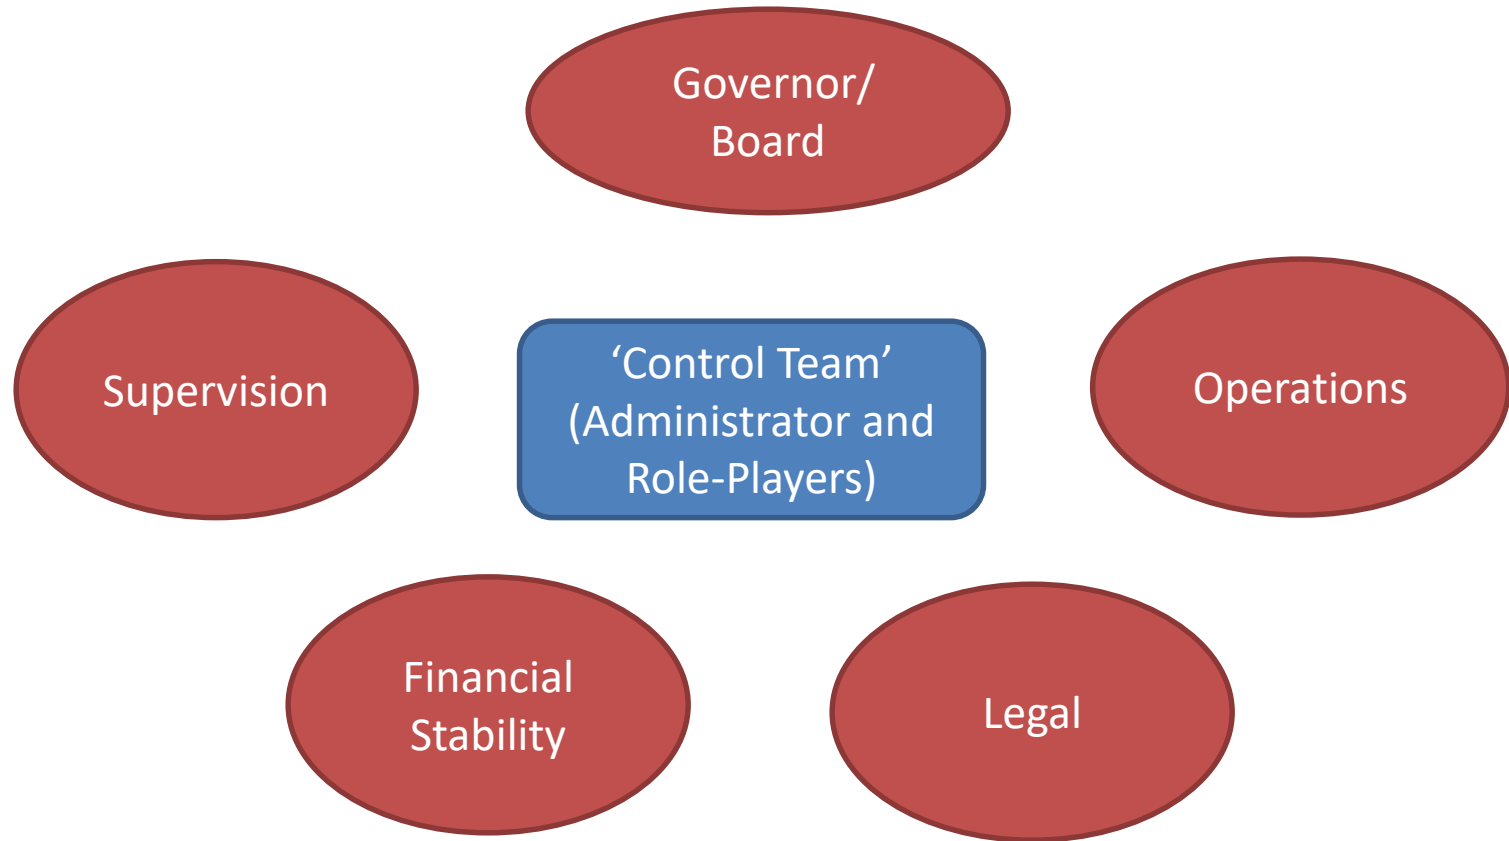 Governor/
Board
Supervision
‘Control Team’
(Administrator and
Role-Players)
Operations
Financial
Stability
Legal